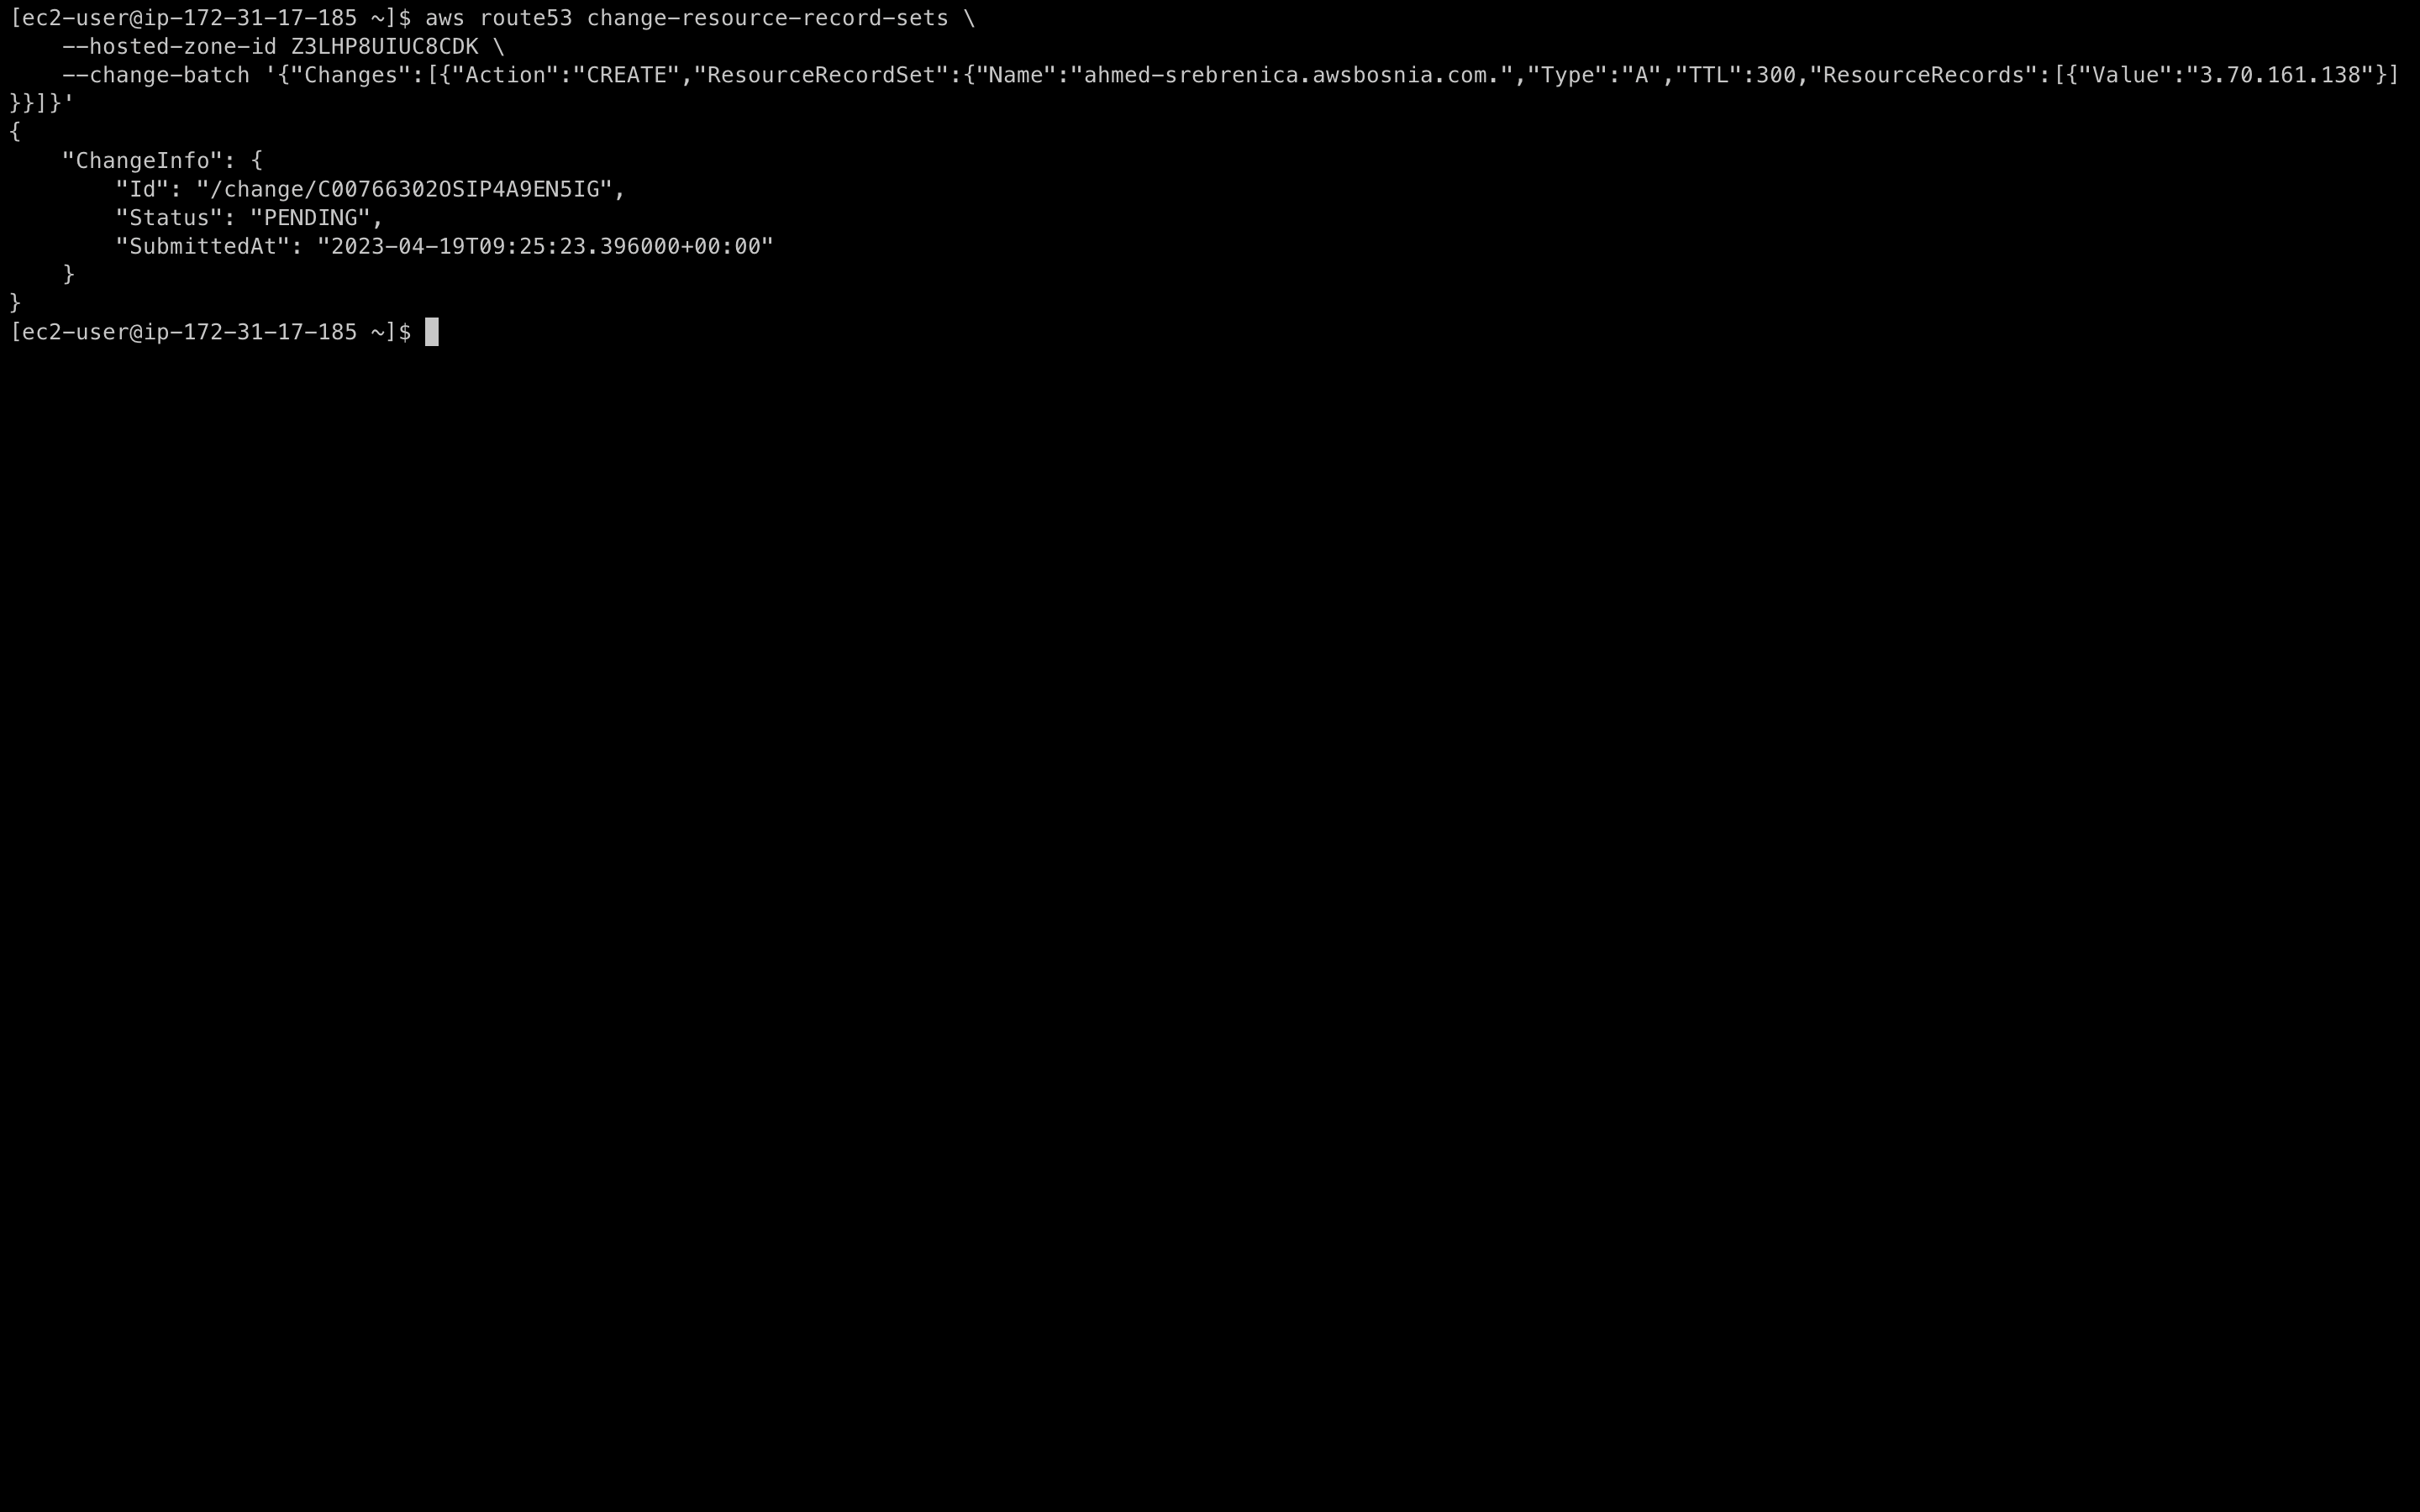 [ec2-user@ip-172-31-17-185 ~]$ aws route53 change-resource-record-sets \
    --hosted-zone-id Z3LHP8UIUC8CDK \
    --change-batch '{"Changes":[{"Action":"CREATE","ResourceRecordSet":{"Name":"ahmed-srebrenica.awsbosnia.com.","Type":"A","TTL":300,"ResourceRecords":[{"Value":"3.70.161.138"}]
}}]}'
{
    "ChangeInfo": {
        "Id": "/change/C00766302OSIP4A9EN5IG",
        "Status": "PENDING",
        "SubmittedAt": "2023-04-19T09:25:23.396000+00:00"
    }
}
[ec2-user@ip-172-31-17-185 ~]$